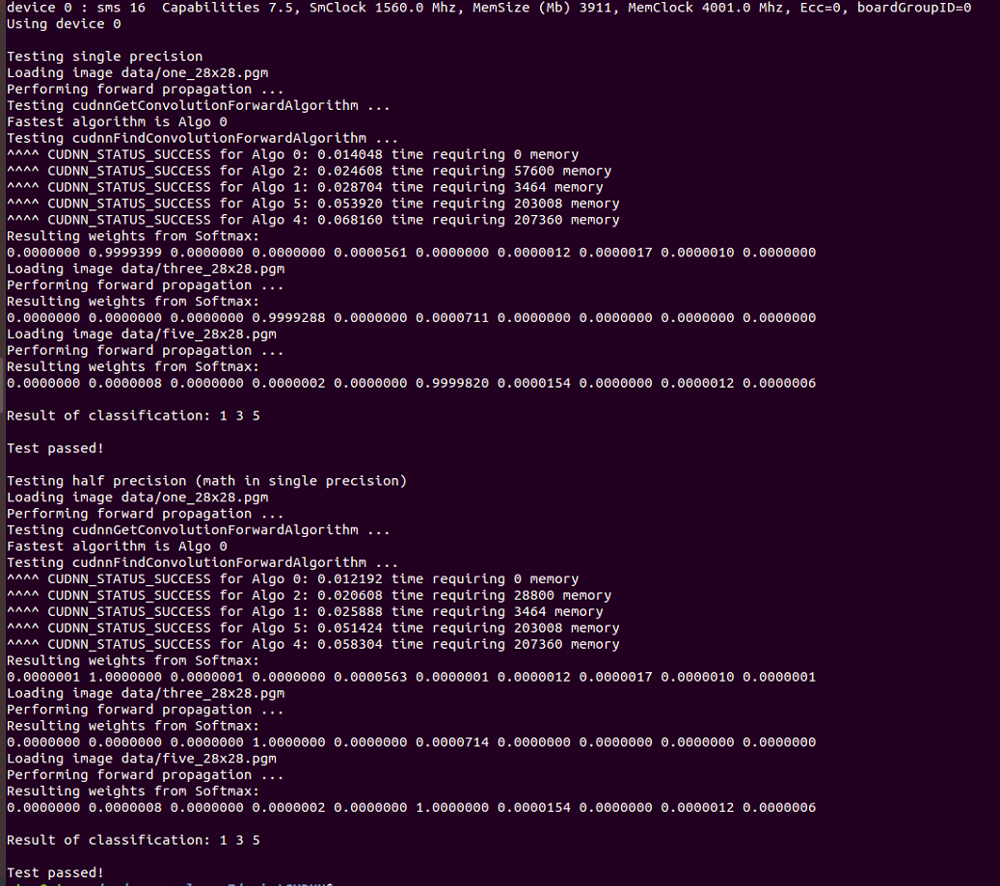 device 0 : sms 16  Capabilities 7.5, SmClock 1560.0 Mhz, MemSize (Mb) 3911, MemClock 4001.0 Mhz, Ecc=0, boardGroupID=0
Using device 0

Testing single precision
Loading image data/one_28x28.pgm
Performing forward propagation ...
Testing cudnnGetConvolutionForwardAlgorithm ...
Fastest algorithm is Algo 0
Testing cudnnFindConvolutionForwardAlgorithm ...
^^^^ CUDNN_STATUS_SUCCESS for Algo 0: 0.014048 time requiring 0 memory
^^^^ CUDNN_STATUS_SUCCESS for Algo 2: 0.024608 time requiring 57600 memory
^^^^ CUDNN_STATUS_SUCCESS for Algo 1: 0.028704 time requiring 3464 memory
^^^^ CUDNN_STATUS_SUCCESS for Algo 5: 0.053920 time requiring 203008 memory
^^^^ CUDNN_STATUS_SUCCESS for Algo 4: 0.068160 time requiring 207360 memory
Resulting weights from Softmax:
0.0000000 0.9999399 0.0000000 0.0000000 0.0000561 0.0000000 0.0000012 0.0000017 0.0000010 0.0000000
Loading image data/three_28x28.pgm
Performing forward propagation ...
Resulting weights from Softmax:
0.0000000 0.0000000 0.0000000 0.9999288 0.0000000 0.0000711 0.0000000 0.0000000 0.0000000 0.0000000
Loading image data/five_28x28.pgm
Performing forward propagation ...
Resulting weights from Softmax:
0.0000000 0.0000008 0.0000000 0.0000002 0.0000000 0.9999820 0.0000154 0.0000000 0.0000012 0.0000006

Result of classification: 1 3 5

Test passed!

Testing half precision (math in single precision)
Loading image data/one_28x28.pgm
Performing forward propagation ...
Testing cudnnGetConvolutionForwardAlgorithm ...
Fastest algorithm is Algo 0
Testing cudnnFindConvolutionForwardAlgorithm ...
^^^^ CUDNN_STATUS_SUCCESS for Algo 0: 0.012192 time requiring 0 memory
^^^^ CUDNN_STATUS_SUCCESS for Algo 2: 0.020608 time requiring 28800 memory
^^^^ CUDNN_STATUS_SUCCESS for Algo 1: 0.025888 time requiring 3464 memory
^^^^ CUDNN_STATUS_SUCCESS for Algo 5: 0.051424 time requiring 203008 memory
^^^^ CUDNN_STATUS_SUCCESS for Algo 4: 0.058304 time requiring 207360 memory
Resulting weights from Softmax:
0.0000001 1.0000000 0.0000001 0.0000000 0.0000563 0.0000001 0.0000012 0.0000017 0.0000010 0.0000001
Loading image data/three_28x28.pgm
Performing forward propagation ...
Resulting weights from Softmax:
0.0000000 0.0000000 0.0000000 1.0000000 0.0000000 0.0000714 0.0000000 0.0000000 0.0000000 0.0000000
Loading image data/five_28x28.pgm
Performing forward propagation ...
Resulting weights from Softmax:
0.0000000 0.0000008 0.0000000 0.0000002 0.0000000 1.0000000 0.0000154 0.0000000 0.0000012 0.0000006

Result of classification: 1 3 5

Test passed!